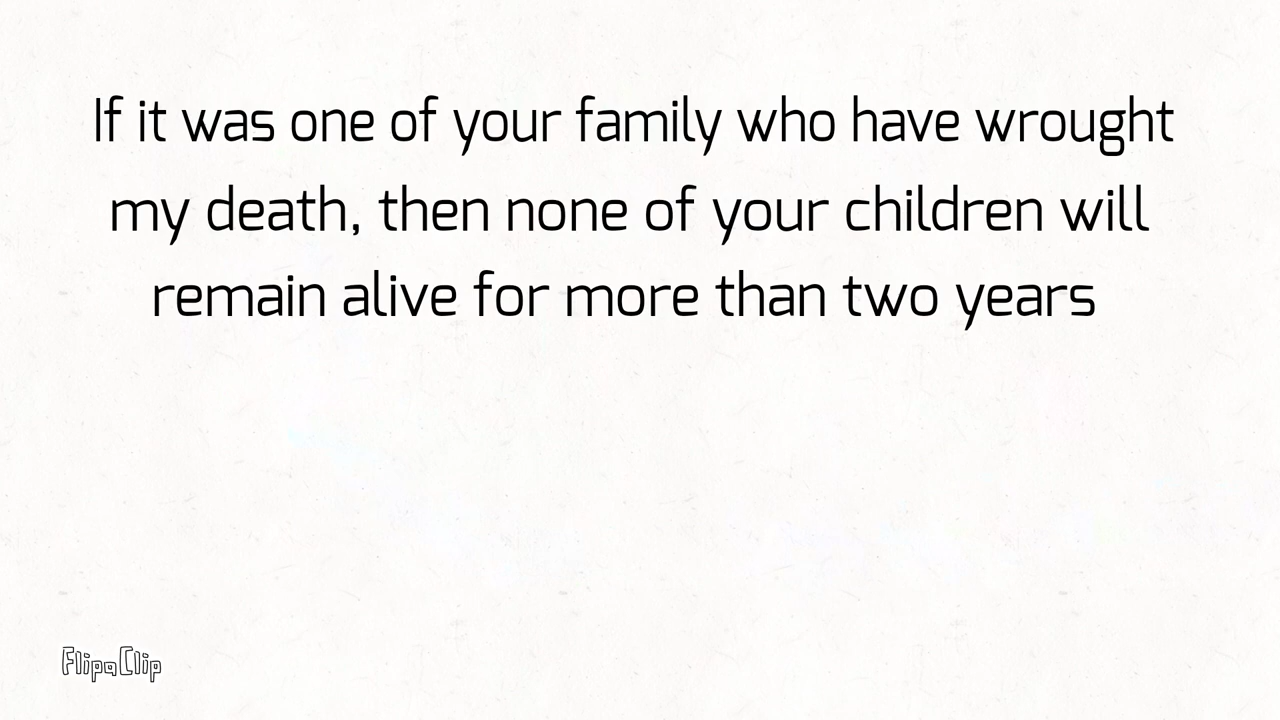 If it was one of your family who have wrought
my death, then none of your children will
remain alive for more than two years
FlipaClip